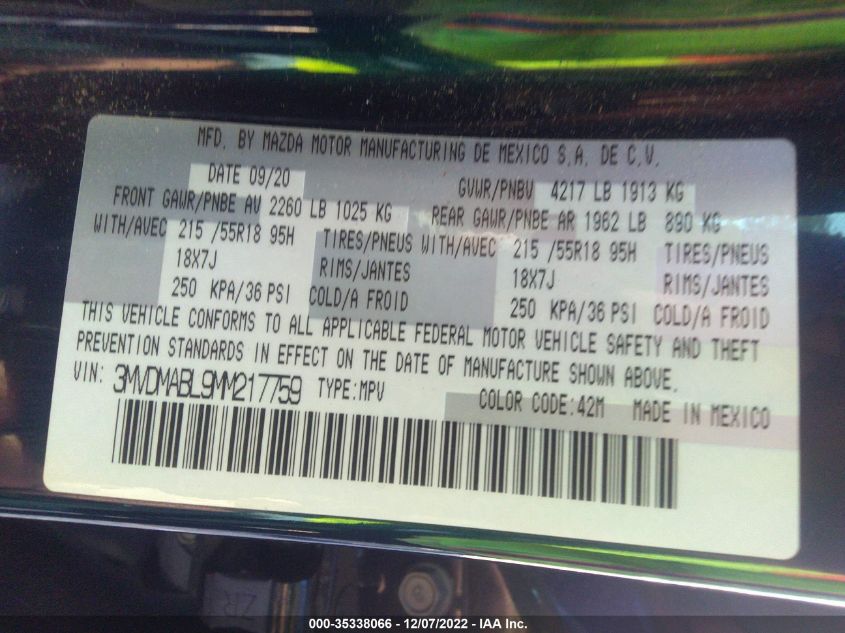 MFD. BY MAZDA MOTOR MANUFACTURING DE MEXICO S.A. DE C.V.
DATE 09/20 GVWR/PNBV 4217 LB 1913 KG
FRONT GAWR/PNBE AV 2260 LB 1025 KG REAR GAWR/PNBE AR 1962 LB 890 KG
WITH/AVEC 215 /55R18 95H TIRES/PNEUS WITH/AVEC 215 /55R18 95H TIRES/PNEUS
18X7J RIMS/JANTES 18X7J RIMS/JANTES
250 KPA/36 PSI COLD/A FROID 250 KPA/36 PSI COLD/A FROID
THIS VEHICLE CONFORMS TO ALL APPLICABLE FEDERAL MOTOR VEHICLE SAFETY AND THEFT
PREVENTION STANDARDS IN EFFECT ON THE DATE OF MANUFACTURE SHOWN ABOVE.
VIN: 3MVDMABL9MM217759 TYPE:MPV COLOR CODE:42M MADE IN MEXICO
ZR
000-35338066 - 12/07/2022 - IAA Inc.